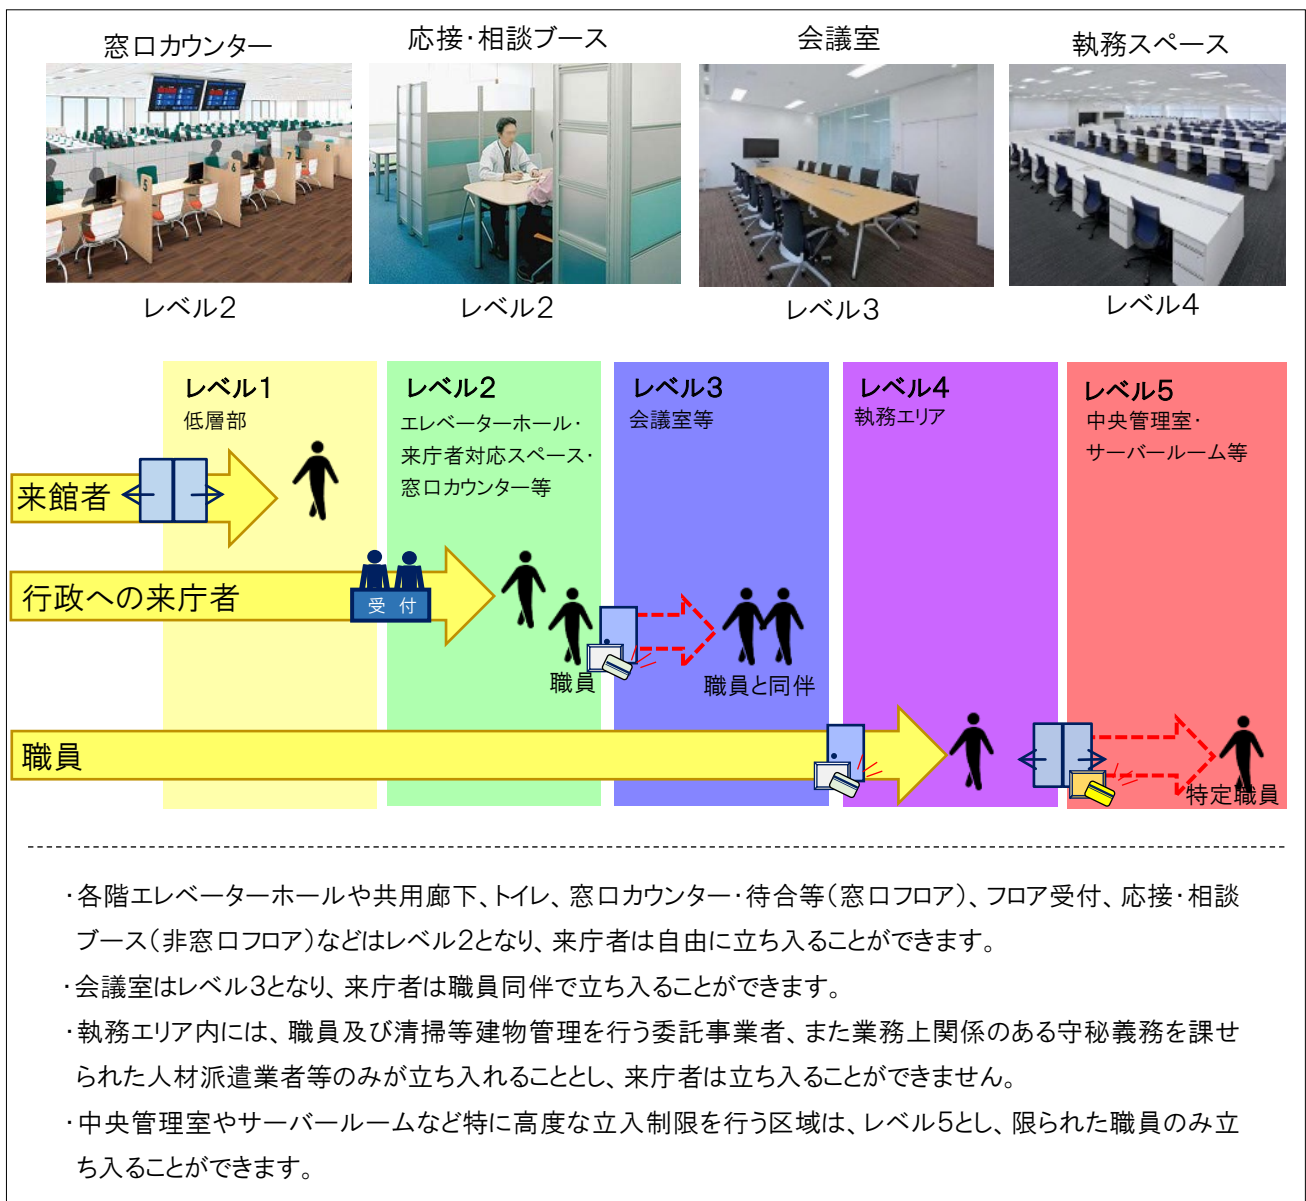 窓口カウンター
応接・相談ブース
会議室
執務スペース
5
6
7
8
レベル2
レベル2
レベル3
レベル4
レベル1
低層部
レベル2
エレベーターホール・
来庁者対応スペース・
窓口カウンター等
レベル3
会議室等
レベル4
執務エリア
レベル5
中央管理室・
サーバールーム等
来館者
行政への来庁者
受 付
職員
職員と同伴
職員
特定職員
・各階エレベーターホールや共用廊下、トイレ、窓口カウンター・待合等（窓口フロア）、フロア受付、応接・相談
ブース（非窓口フロア）などはレベル2となり、来庁者は自由に立ち入ることができます。
・会議室はレベル3となり、来庁者は職員同伴で立ち入ることができます。
・執務エリア内には、職員及び清掃等建物管理を行う委託事業者、また業務上関係のある守秘義務を課せ
られた人材派遣業者等のみが立ち入れることとし、来庁者は立ち入ることができません。
・中央管理室やサーバールームなど特に高度な立入制限を行う区域は、レベル5とし、限られた職員のみ立
ち入ることができます。